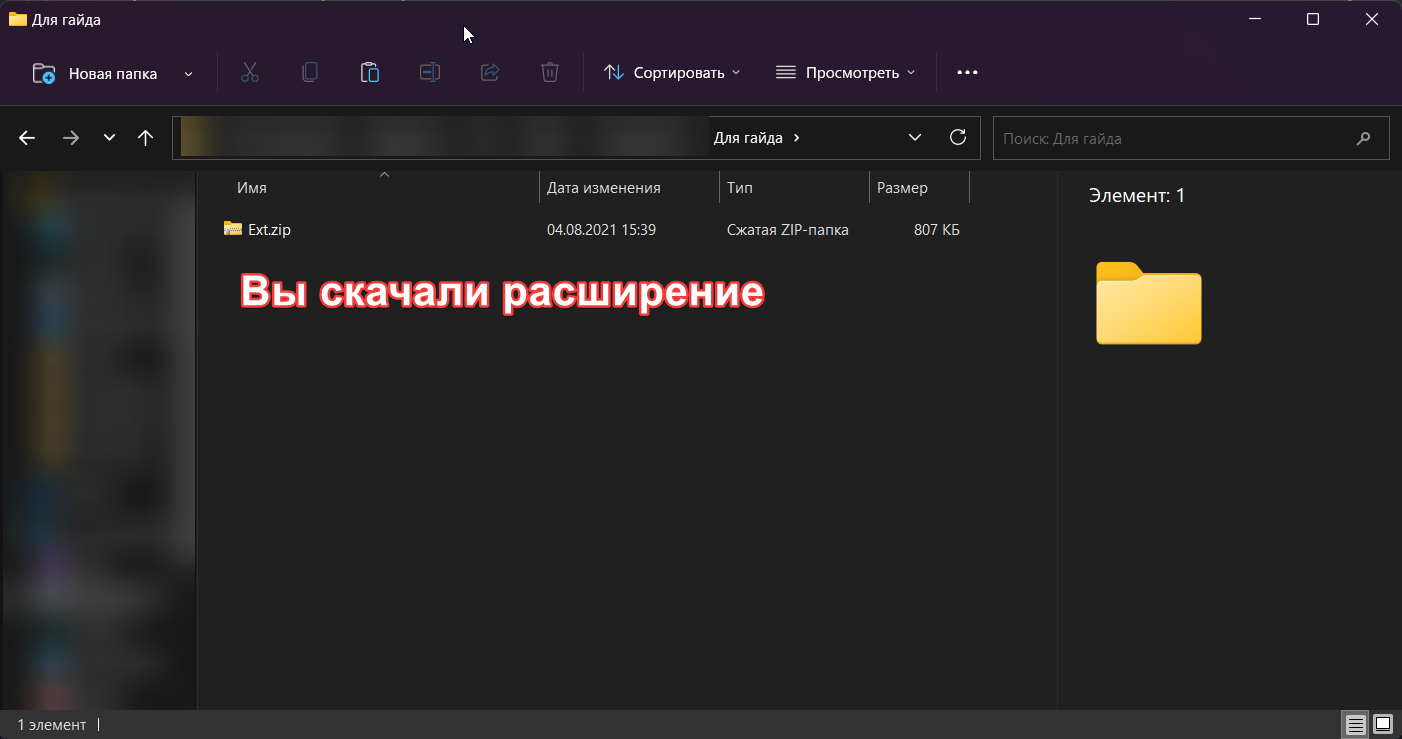 Для гайда
Новая папка
Сортировать
Просмотреть
Для гайда
Поиск: Для гайда
Имя
Дата изменения
Тип
Размер
Элемент: 1
Ext.zip
04.08.2021 15:39
Сжатая ZIP-папка
807 КБ
Вы скачали расширение
1 элемент